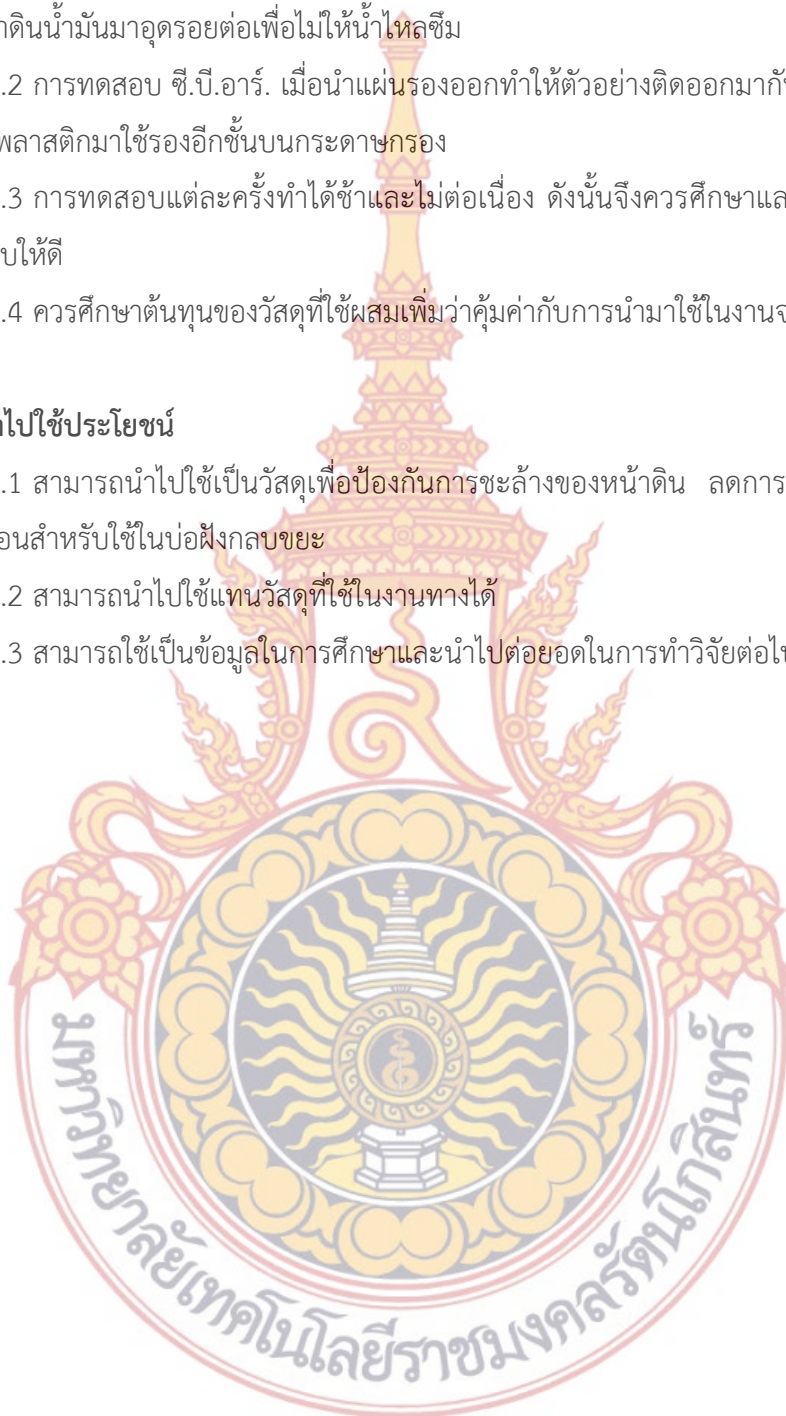 าดินน้ำมันมาอุดรอยต่อเพื่อไม่ให้น้ำไหลซึม
.2 การทดสอบ ซี.บี.อาร์. เมื่อนำแผ่นรองออกทำให้ตัวอย่างติดออกมากั
พลาสติกมาใช้รองอีกชั้นบนกระดาษกรอง
.3 การทดสอบแต่ละครั้งทำได้ช้าและไม่ต่อเนื่อง ดังนั้นจึงควรศึกษาแล
บให้ดี
.4 ควรศึกษาต้นทุนของวัสดุที่ใช้ผสมเพิ่มว่าคุ้มค่ากับการนำมาใช้ในงานจ
าไปใช้ประโยชน์
.1 สามารถนำไปใช้เป็นวัสดุเพื่อป้องกันการชะล้างของหน้าดิน ลดการ
อนสำหรับใช้ในบ่อฝังกลบขยะ
.2 สามารถนำไปใช้แทนวัสดุที่ใช้ในงานทางได้
.3 สามารถใช้เป็นข้อมูลในการศึกษาและนำไปต่อยอดในการทำวิจัยต่อไป
มหาวิทยาลัยเทคโนโลยีราชมงคลรัตนโกสินทร์